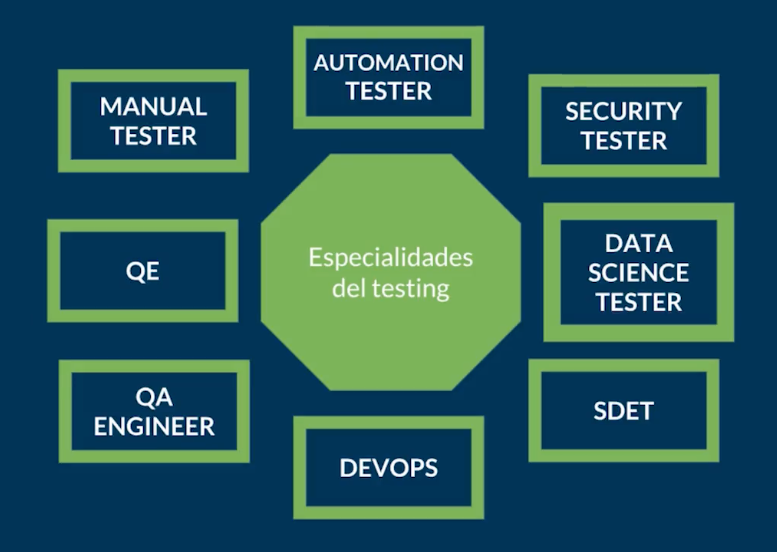 AUTOMATION
TESTER
MANUAL
TESTER
SECURITY
TESTER
QE
Especialidades
del testing
DATA
SCIENCE
TESTER
QA
ENGINEER
SDET
DEVOPS